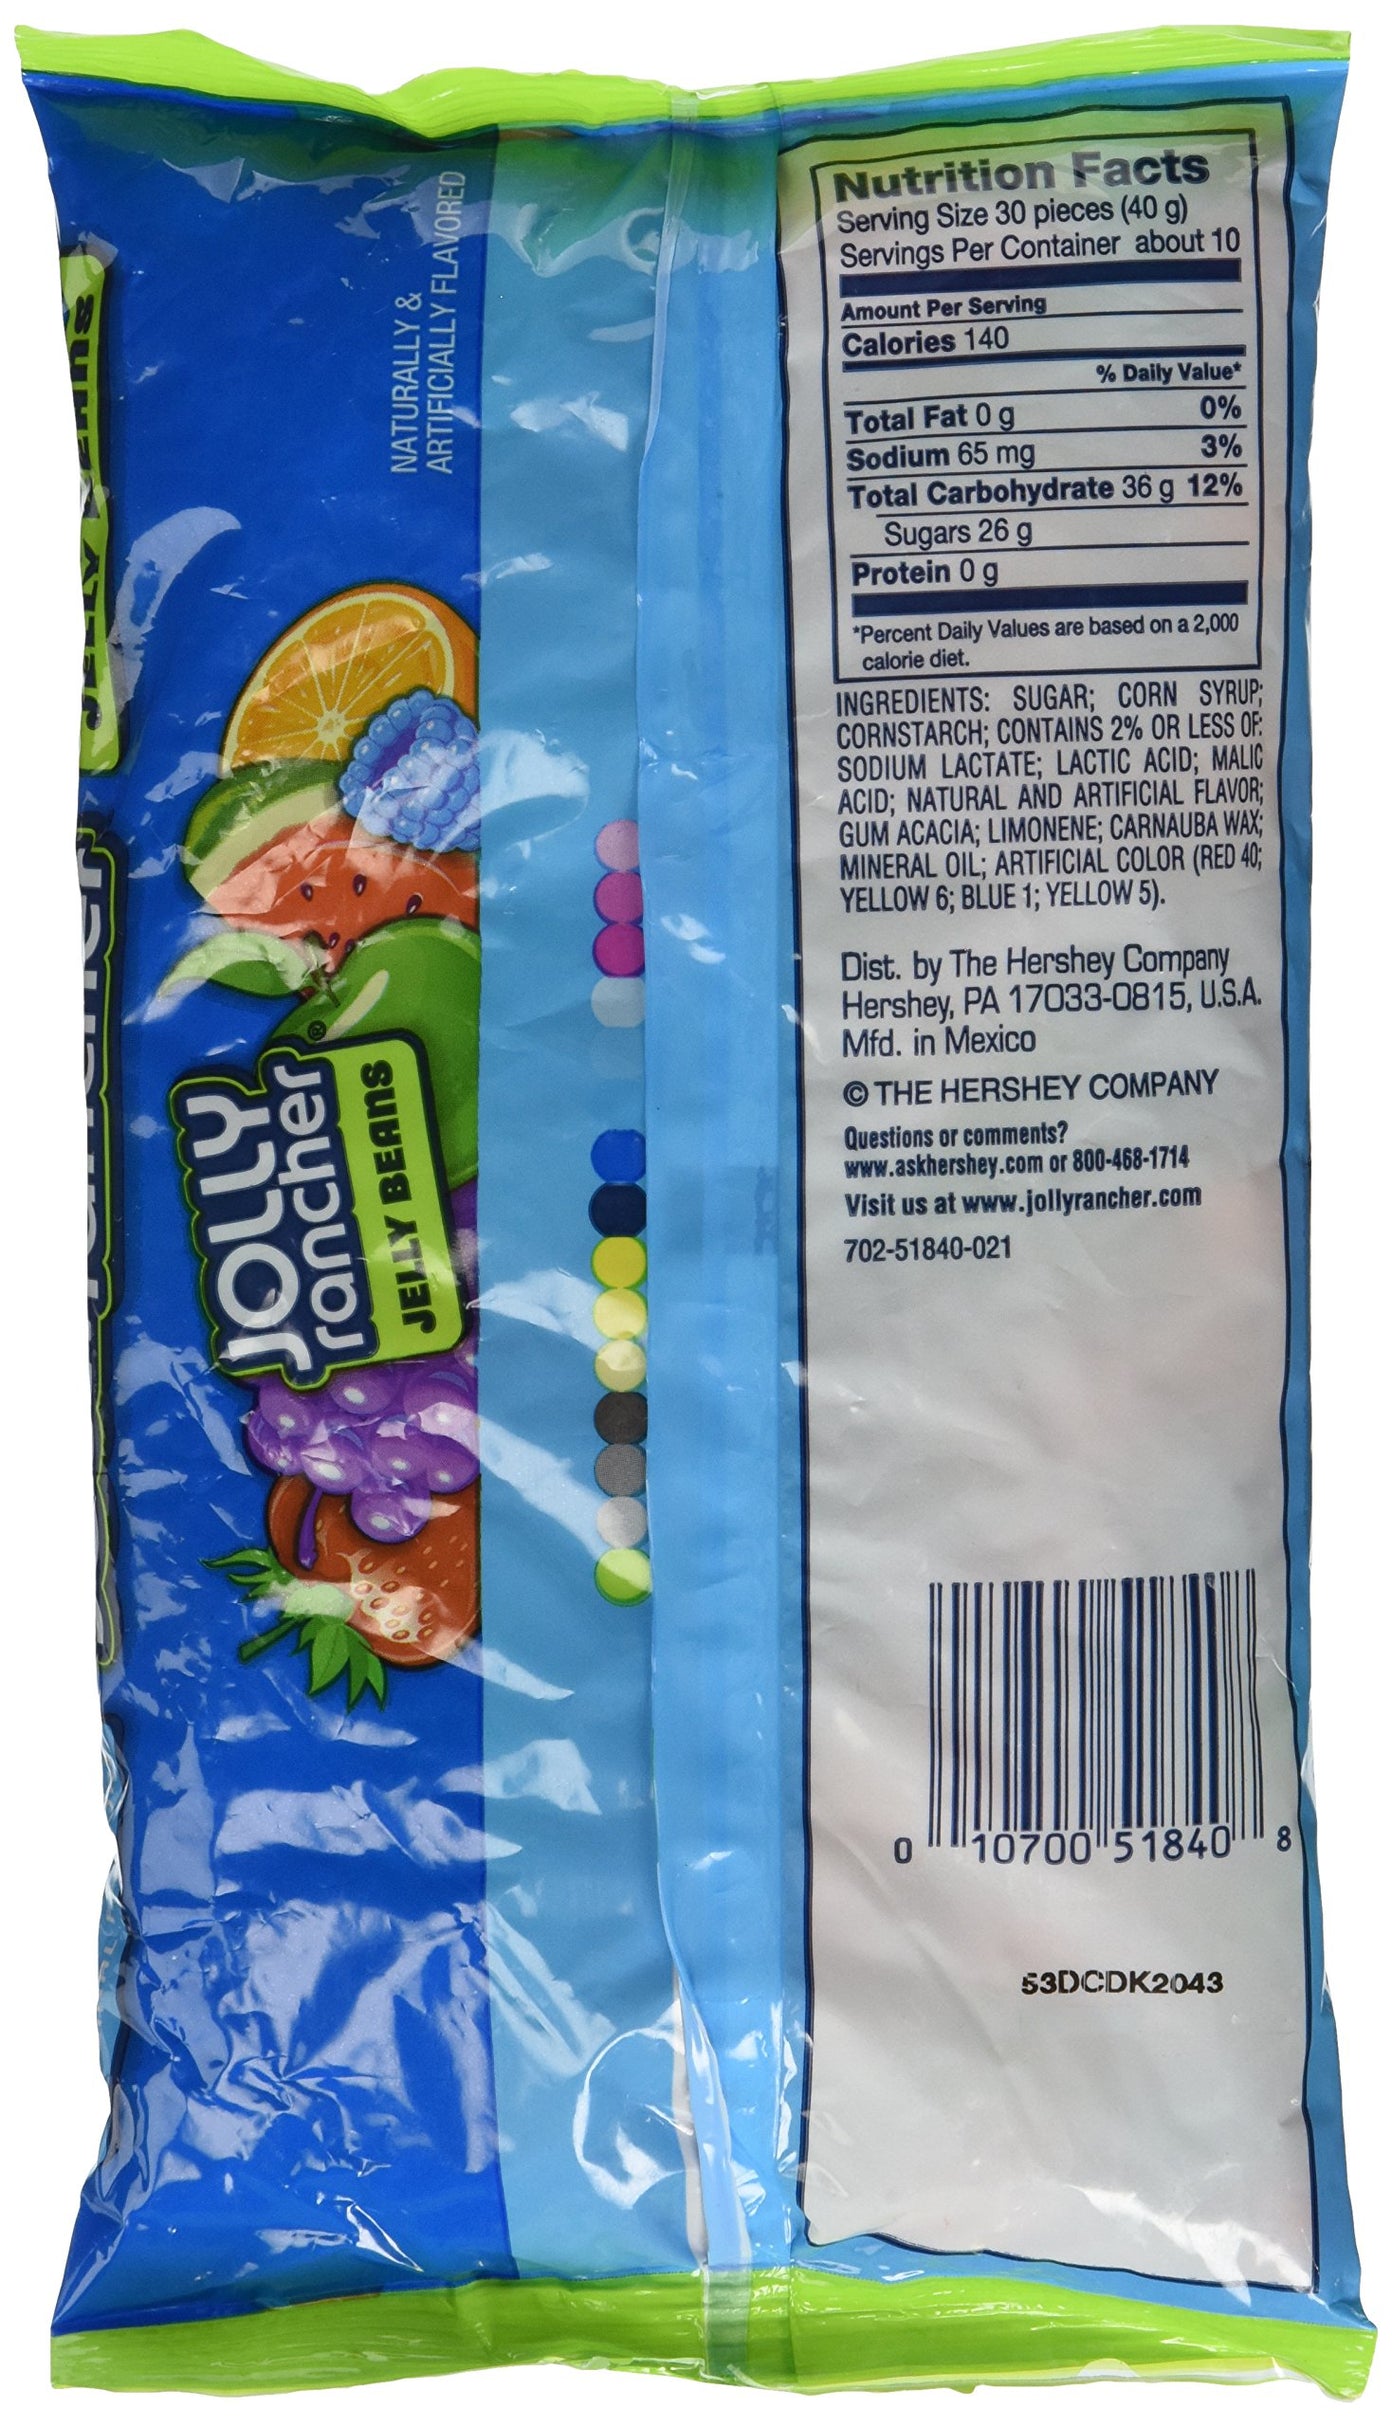 Nutrition Facts
Serving Size 30 pieces (40 g)
Servings Per Container about 10
Amount Per Serving
Calories 140
% Daily Value*
Total Fat 0 g 0%
Sodium 65 mg 3%
Total Carbohydrate 36 g 12%
Sugars 26 g
Protein 0 g
*Percent Daily Values are based on a 2,000
calorie diet.
INGREDIENTS: SUGAR; CORN SYRUP;
CORNSTARCH; CONTAINS 2% OR LESS OF:
SODIUM LACTATE; LACTIC ACID; MALIC
ACID; NATURAL AND ARTIFICIAL FLAVOR;
GUM ACACIA; LIMONENE; CARNAUBA WAX;
MINERAL OIL; ARTIFICIAL COLOR (RED 40;
YELLOW 6; BLUE 1; YELLOW 5).
Dist. by The Hershey Company
Hershey, PA 17033-0815, U.S.A.
Mfd. in Mexico
© THE HERSHEY COMPANY
Questions or comments?
www.askhershey.com or 800-468-1714
Visit us at www.jollyrancher.com
702-51840-021
0 10700 51840 8
53DCDK2043
NATURALLY &
ARTIFICIALLY FLAVORED
JOLLY
rancher®
JELLY BEANS